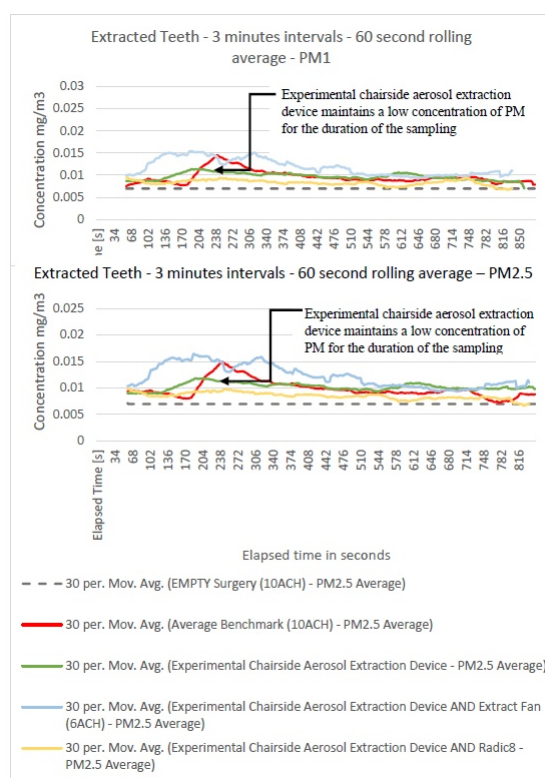 Extracted Teeth - 3 minutes intervals - 60 second rolling
average - PM1
Concentration mg/m3
0.03
0.025
0.02
0.015
0.01
0.005
0
Experimental chairside aerosol extraction
device maintains a low concentration of PM
for the duration of the sampling
34 68 102 136 170 204 238 272 306 340 374 408 442 476 510 544 578 612 646 680 714 748 782 816 850
Extracted Teeth - 3 minutes intervals - 60 second rolling average – PM2.5
Concentration mg/m3
0.025
0.02
0.015
0.01
0.005
0
Experimental chairside aerosol extraction
device maintains a low concentration of
PM for the duration of the sampling
Elapsed Time [s] 34 68 102 136 170 204 238 272 306 340 374 408 442 476 510 544 578 612 646 680 714 748 782 816
Elapsed time in seconds
30 per. Mov. Avg. (EMPTY Surgery (10ACH) - PM2.5 Average)
30 per. Mov. Avg. (Average Benchmark (10ACH) - PM2.5 Average)
30 per. Mov. Avg. (Experimental Chairside Aerosol Extraction Device - PM2.5 Average)
30 per. Mov. Avg. (Experimental Chairside Aerosol Extraction Device AND Extract Fan
(6ACH) - PM2.5 Average)
30 per. Mov. Avg. (Experimental Chairside Aerosol Extraction Device AND Radic8 -
PM2.5 Average)